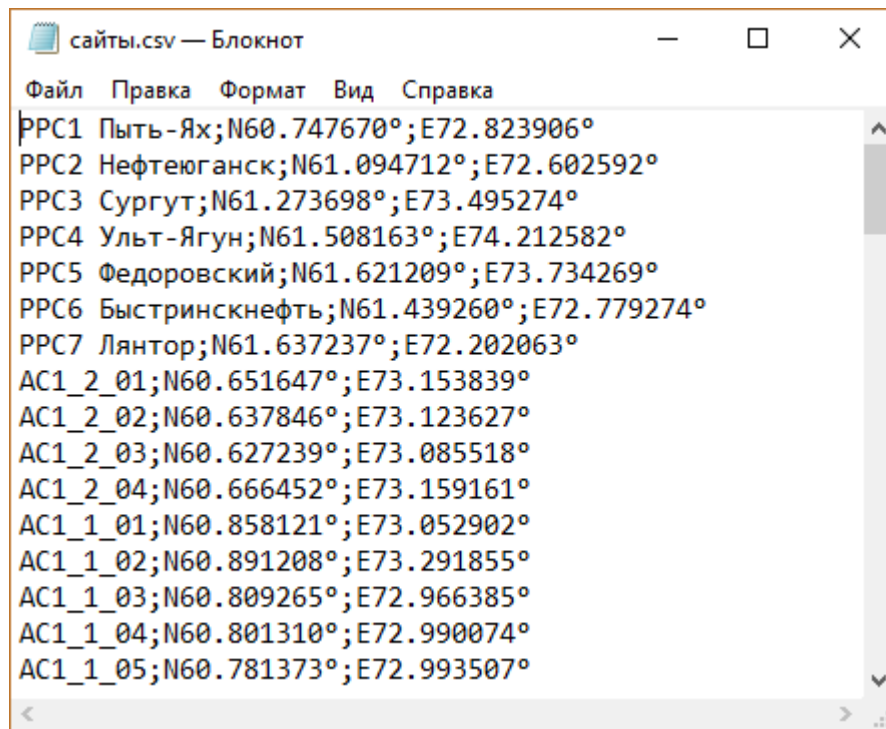 сайты.csv — Блокнот
Файл Правка Формат Вид Справка
РРС1 Пыть-Ях;N60.747670°;E72.823906°
РРС2 Нефтеюганск;N61.094712°;E72.602592°
РРС3 Сургут;N61.273698°;E73.495274°
РРС4 Ульт-Ягун;N61.508163°;E74.212582°
РРС5 Федоровский;N61.621209°;E73.734269°
РРС6 Быстринскнефть;N61.439260°;E72.779274°
РРС7 Лянтор;N61.637237°;E72.202063°
АС1_2_01;N60.651647°;E73.153839°
АС1_2_02;N60.637846°;E73.123627°
АС1_2_03;N60.627239°;E73.085518°
АС1_2_04;N60.666452°;E73.159161°
АС1_1_01;N60.858121°;E73.052902°
АС1_1_02;N60.891208°;E73.291855°
АС1_1_03;N60.809265°;E72.966385°
АС1_1_04;N60.801310°;E72.990074°
АС1_1_05;N60.781373°;E72.993507°